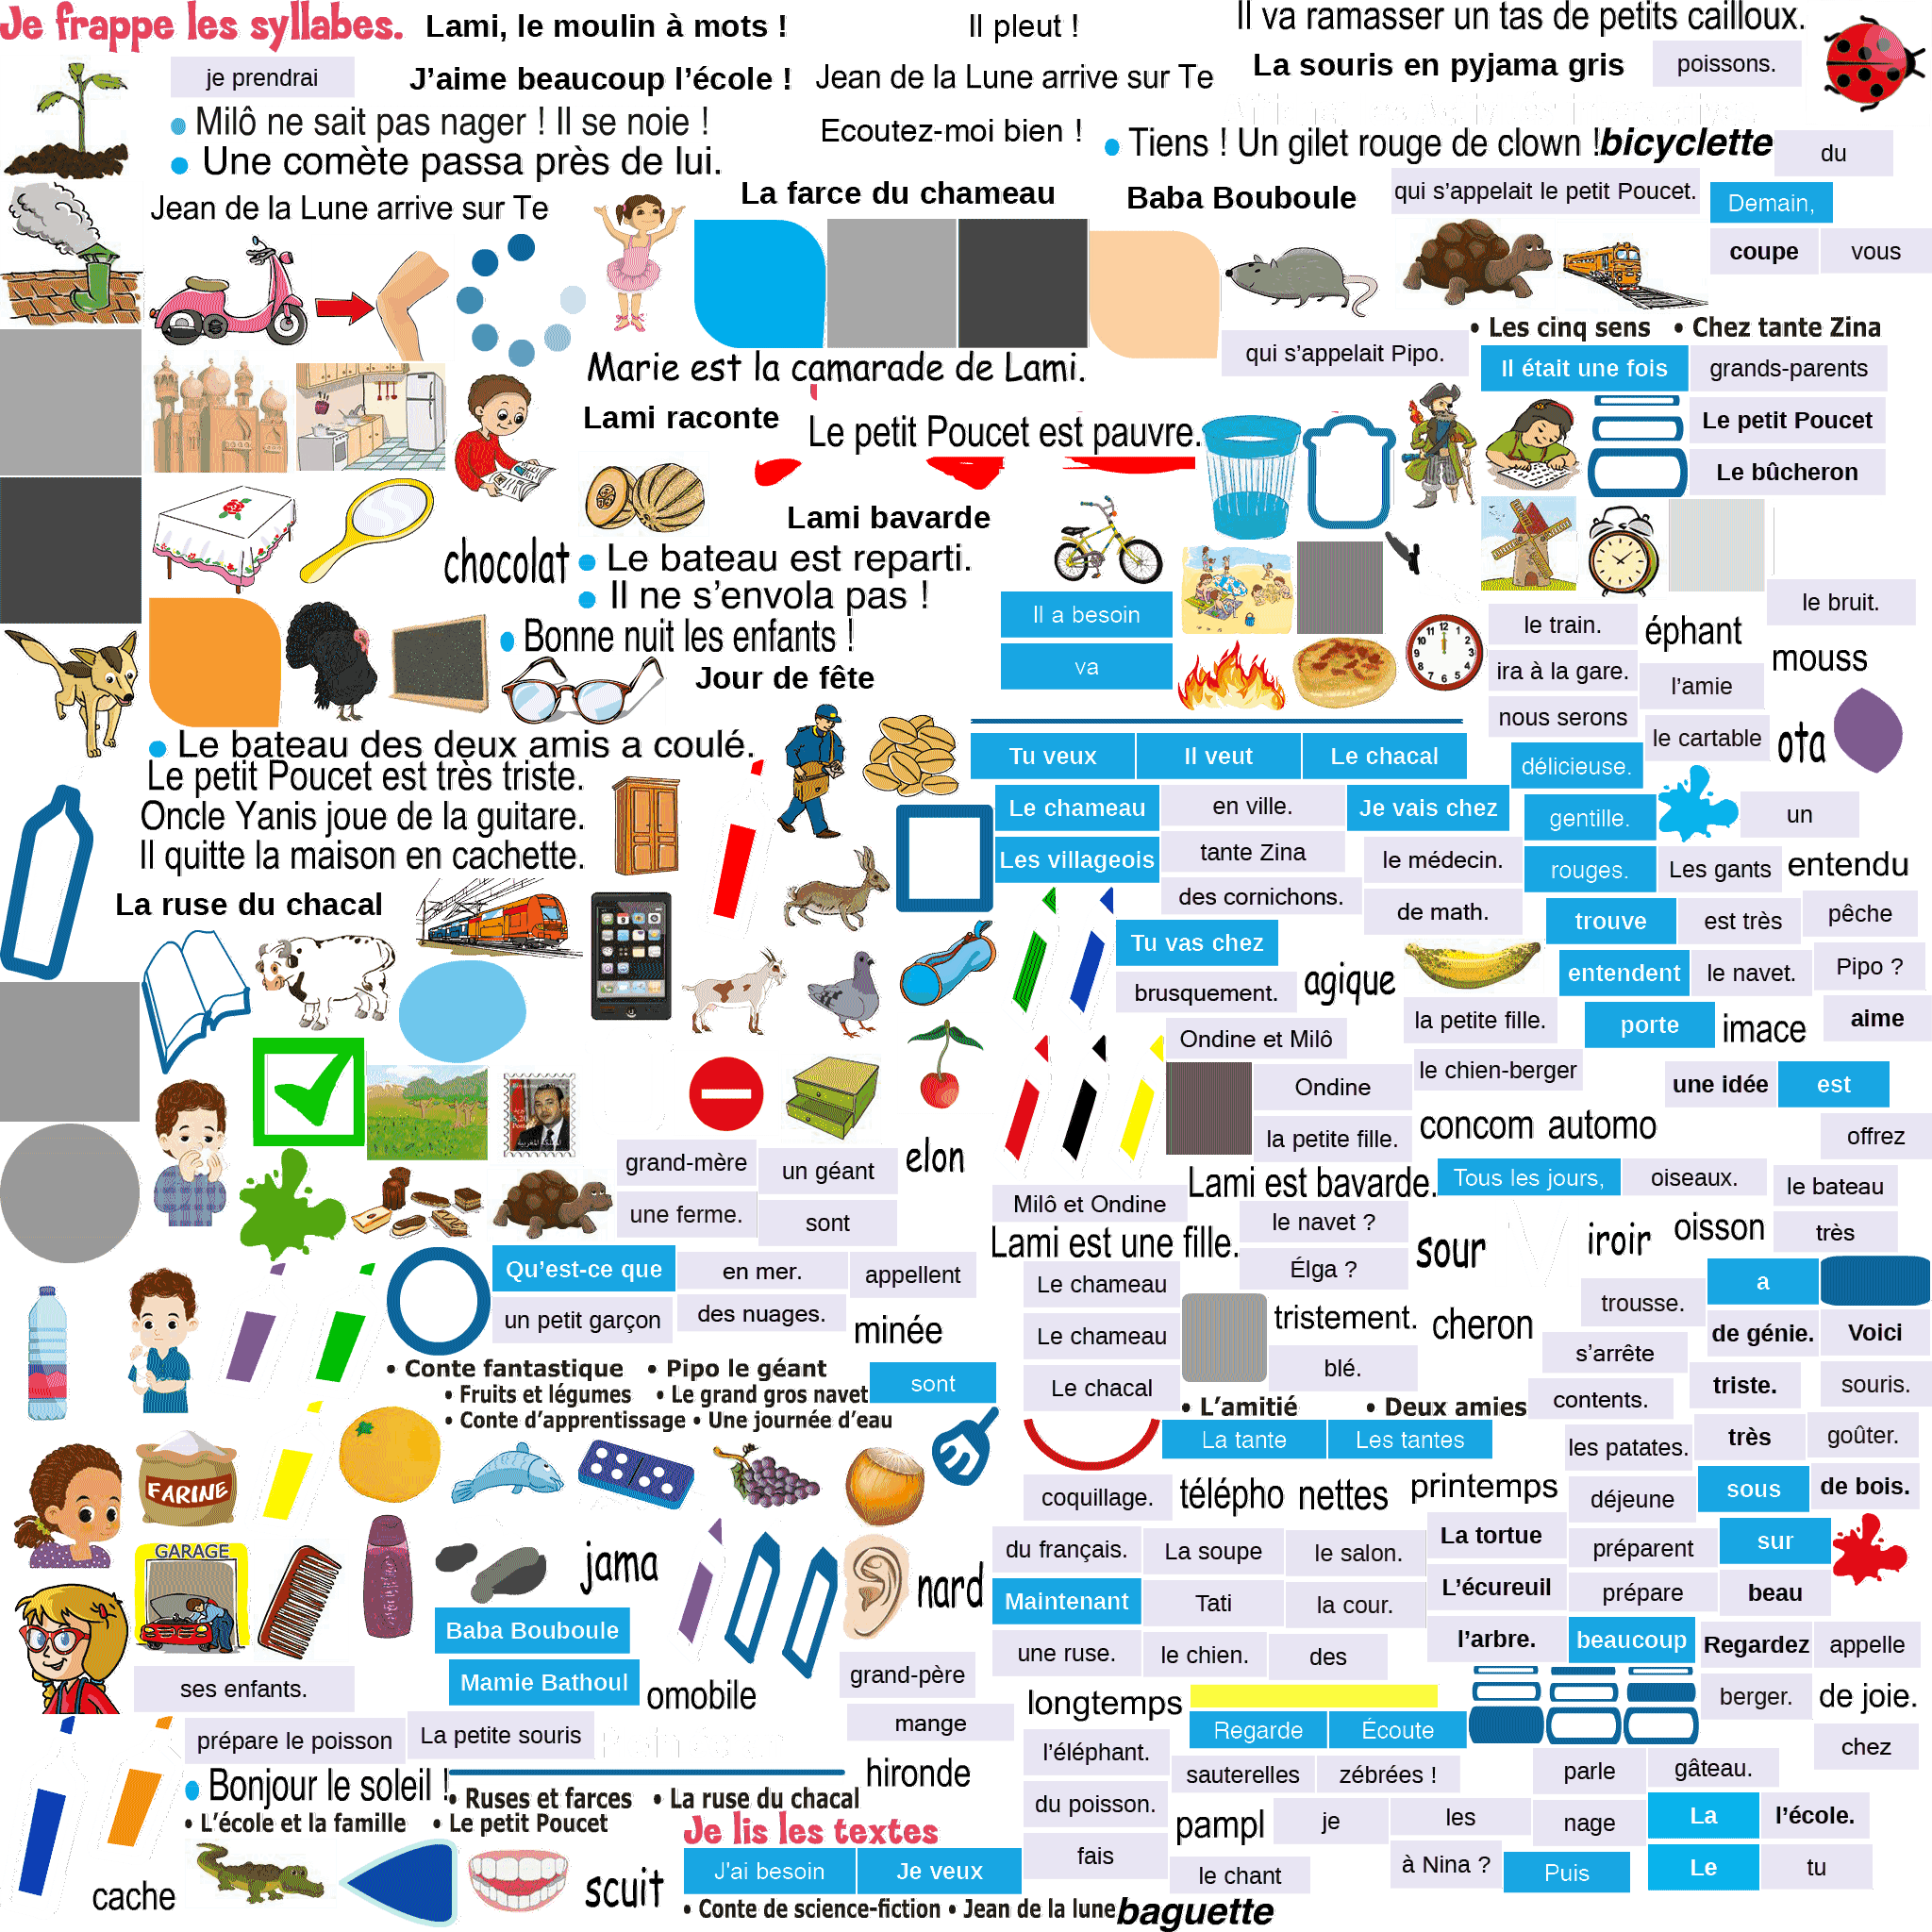 Je frappe les syllabes.
Lami, le moulin à mots !
Il pleut !
Il va ramasser un tas de petits cailloux.
je prendrai
J'aime beaucoup l'école !
Jean de la Lune arrive sur Te
La souris en pyjama gris
poissons.
• Milô ne sait pas nager ! Il se noie !
Ecoutez-moi bien !
• Tiens ! Un gilet rouge de clown !
bicyclette
du
• Une comète passa près de lui.
La farce du chameau
Baba Bouboule
qui s'appelait le petit Poucet.
Demain,
Jean de la Lune arrive sur Te
coupe
vous
• Les cinq sens
• Chez tante Zina
qui s'appelait Pipo.
Il était une fois
grands-parents
Marie est la camarade de Lami.
Lami raconte
Le petit Poucet est pauvre.
Le petit Poucet
Le bûcheron
Lami bavarde
chocolat
• Le bateau est reparti.
• Il ne s'envola pas !
Il a besoin
le bruit.
• Bonne nuit les enfants !
le train.
éphant
va
mouss
Jour de fête
ira à la gare.
l'amie
nous serons
le cartable
ota
• Le bateau des deux amis a coulé.
Tu veux
Il veut
Le chacal
délicieuse.
Le petit Poucet est très triste.
Oncle Yanis joue de la guitare.
Le chameau
en ville.
Je vais chez
gentille.
un
Il quitte la maison en cachette.
Les villageois
tante Zina
le médecin.
rouges.
Les gants
entendu
La ruse du chacal
des cornichons.
de math.
trouve
est très
pêche
Tu vas chez
entendent
le navet.
Pipo ?
brusquement.
agique
la petite fille.
porte
imace
aime
Ondine et Milô
le chien-berger
Ondine
une idée
est
la petite fille.
concom
automo
offrez
grand-mère
un géant
elon
Lami est bavarde.
Tous les jours,
oiseaux.
le bateau
une ferme.
sont
Milô et Ondine
le navet ?
oisson
très
Lami est une fille.
sour
iroir
Qu'est-ce que
en mer.
appellent
Élga ?
Le chameau
a
un petit garçon
des nuages.
minée
Le chameau
tristement.
cheron
trousse.
de génie.
Voici
• Conte fantastique
• Pipo le géant
blé.
s'arrête
• Fruits et légumes
• Le grand gros navet
sont
Le chacal
triste.
souris.
• Conte d'apprentissage
• Une journée d'eau
• L'amitié
• Deux amies
contents.
La tante
Les tantes
les patates.
très
goûter.
FARINE
coquillage.
télépho
nettes
printemps
déjeune
sous
de bois.
GARAGE
jama
nard
du français.
La soupe
le salon.
La tortue
préparent
sur
Maintenant
Tati
la cour.
L'écureuil
prépare
beau
Baba Bouboule
une ruse.
le chien.
des
l'arbre.
beaucoup
Regardez
appelle
ses enfants.
Mamie Bathoul
omobile
grand-père
longtemps
berger.
de joie.
prépare le poisson
La petite souris
mange
Regarde
Écoute
l'éléphant.
chez
• Bonjour le soleil !
hironde
sauterelles
zébrées !
parle
gâteau.
• Ruses et farces
• La ruse du chacal
du poisson.
• L'école et la famille
• Le petit Poucet
Je lis les textes
pampl
je
les
nage
La
l'école.
J'ai besoin
Je veux
fais
le chant
à Nina ?
Puis
Le
tu
cache
scuit
• Conte de science-fiction
• Jean de la lune
baguette